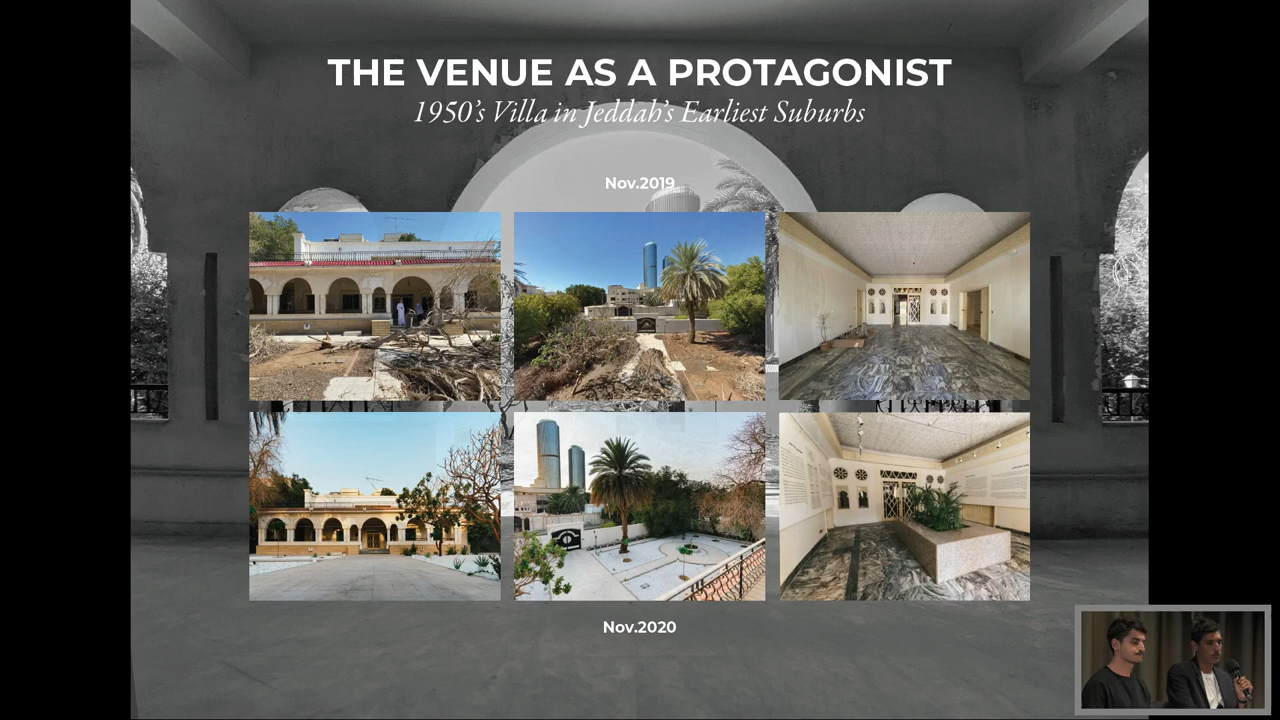 THE VENUE AS A PROTAGONIST
1950's Villa in Jeddah's Earliest Suburbs
Nov.2019
Nov.2020